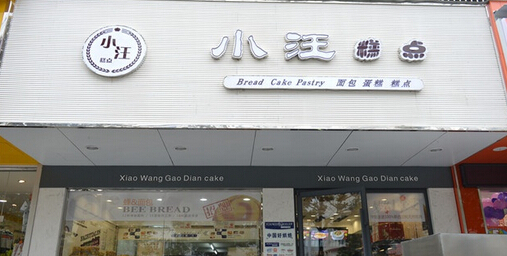 小汪
糕点
小汪 糕点
Bread Cake Pastry 面包 蛋糕 糕点
Xiao Wang Gao Dian cake
Xiao Wang Gao Dian cake
BEE BREAD